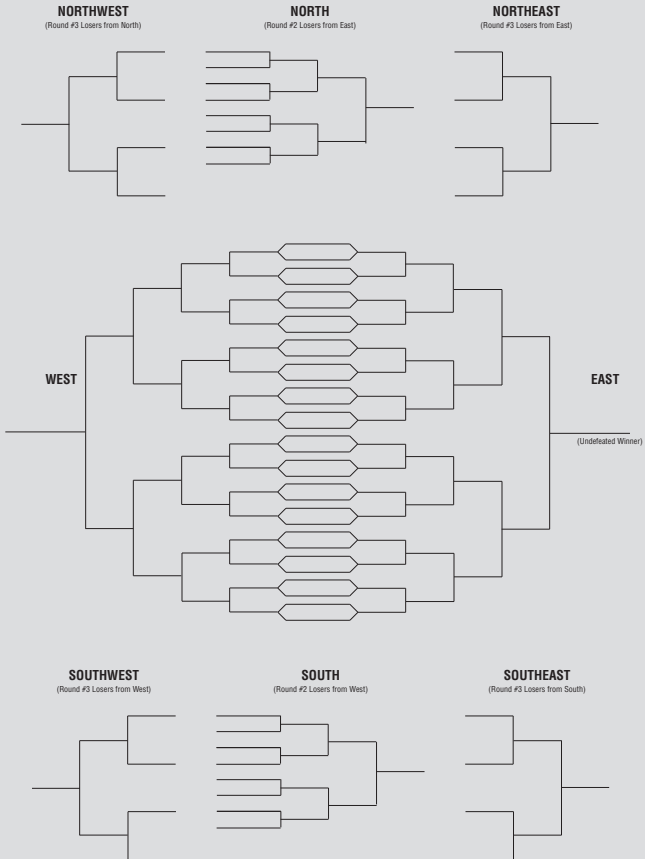 NORTHWEST
(Round #3 Losers from North)
NORTH
(Round #2 Losers from East)
NORTHEAST
(Round #3 Losers from East)
WEST
EAST
(Undefeated Winner)
SOUTHWEST
(Round #3 Losers from West)
SOUTH
(Round #2 Losers from West)
SOUTHEAST
(Round #3 Losers from South)